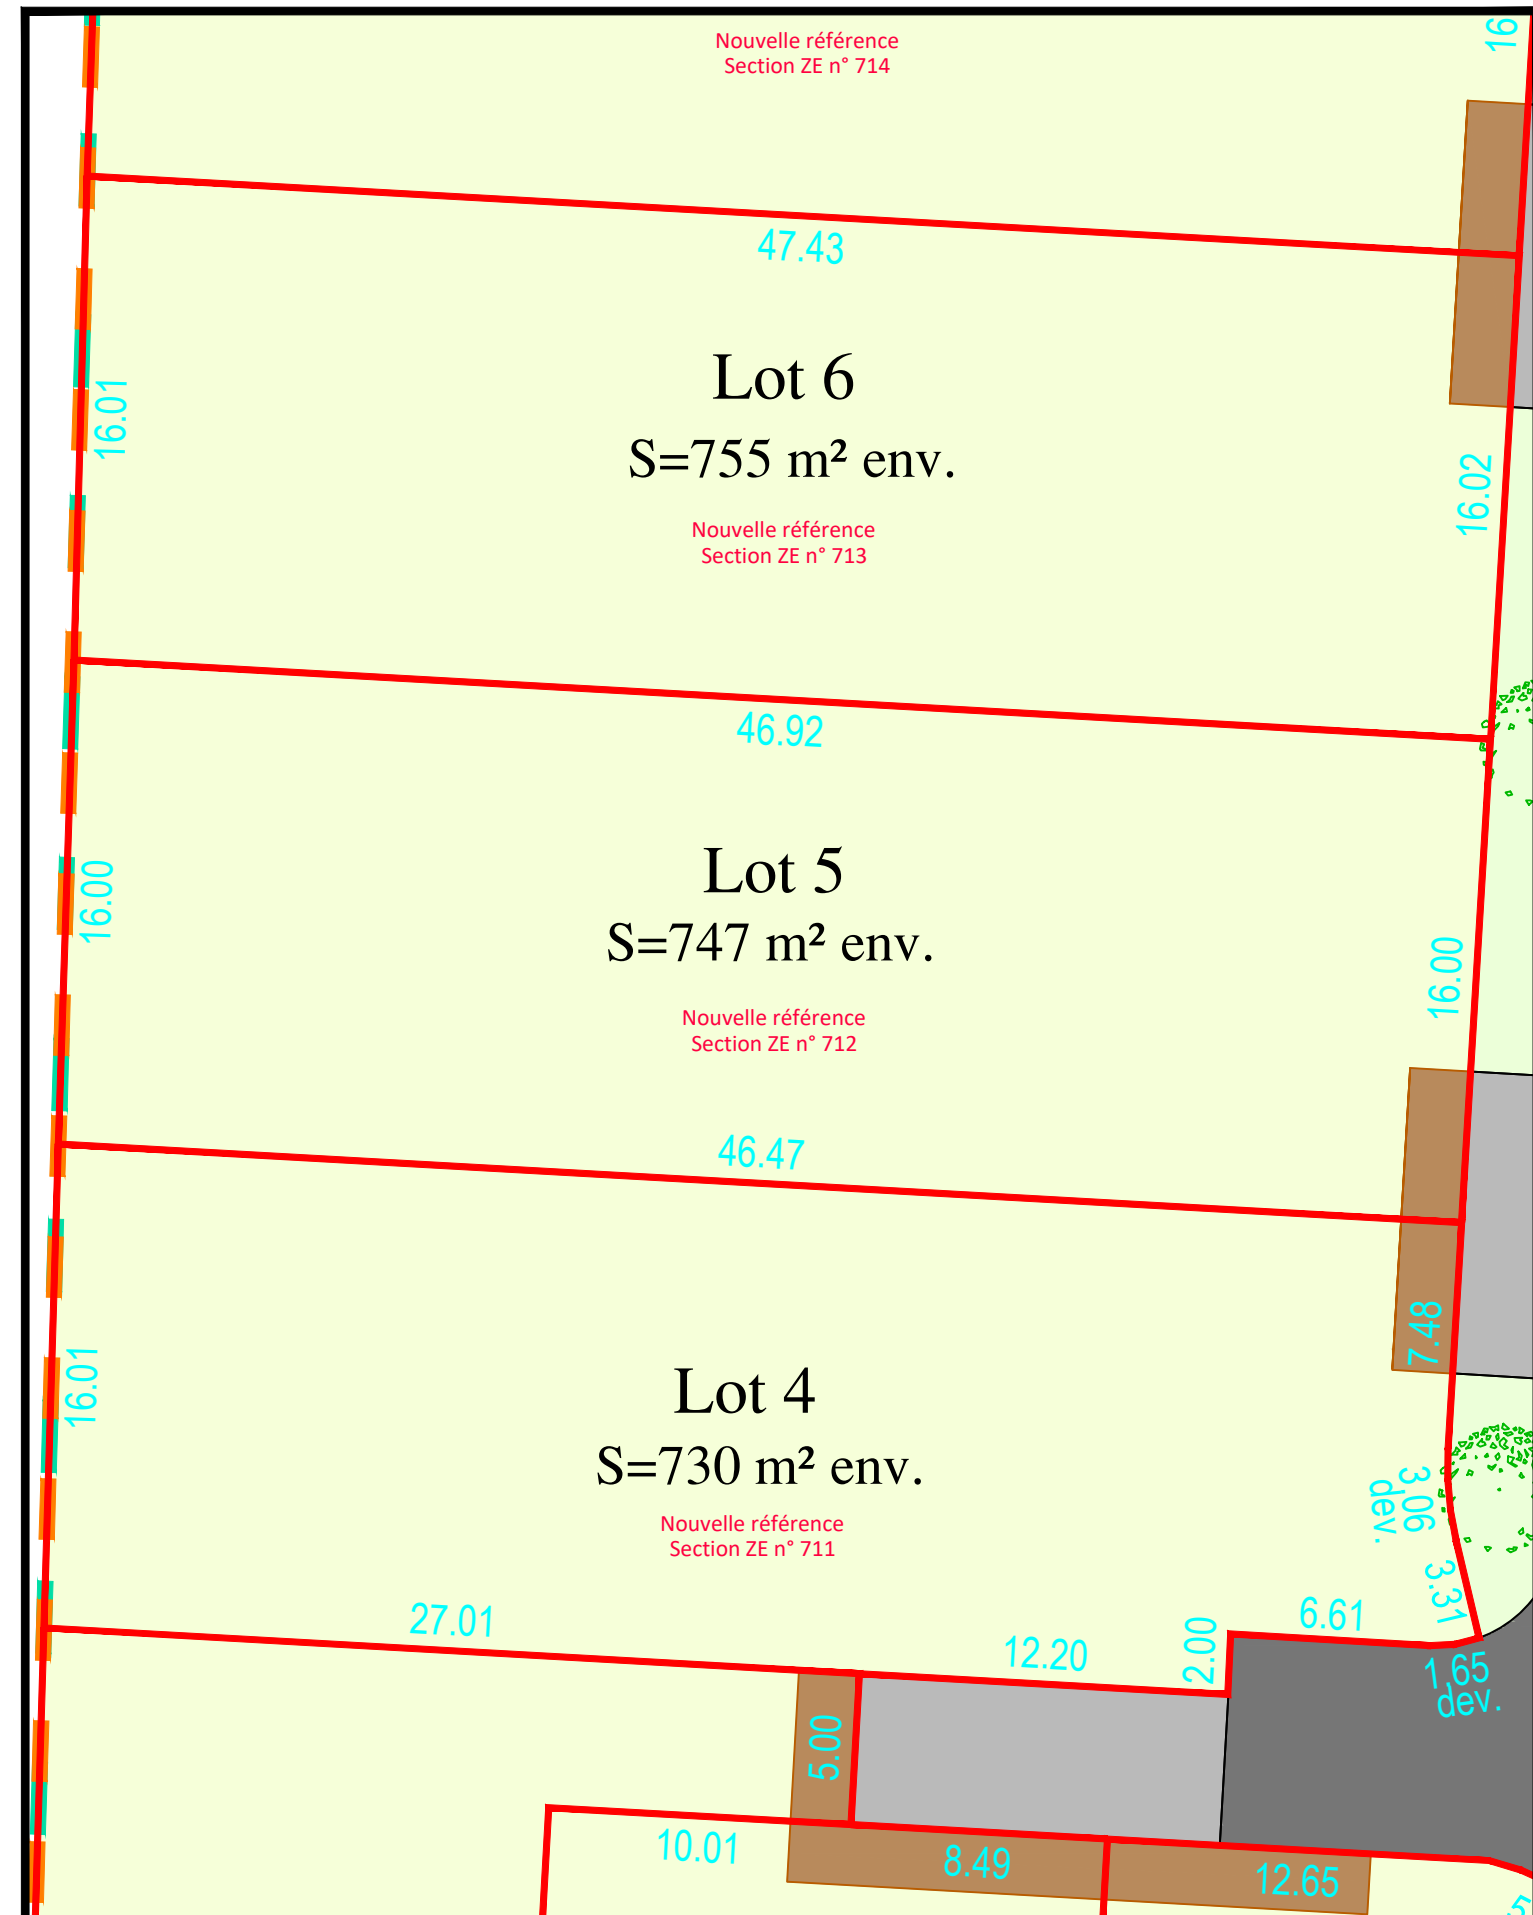 16
Nouvelle référence
Section ZE n° 714
47.43
Lot 6
S=755 m² env.
16.01
16.02
Nouvelle référence
Section ZE n° 713
46.92
Lot 5
S=747 m² env.
16.00
16.00
Nouvelle référence
Section ZE n° 712
46.47
7.48
Lot 4
S=730 m² env.
16.01
3.06
dev.
Nouvelle référence
Section ZE n° 711
3.31
27.01
6.61
12.20
2.00
1.65
dev.
5.00
10.01
8.49
12.65